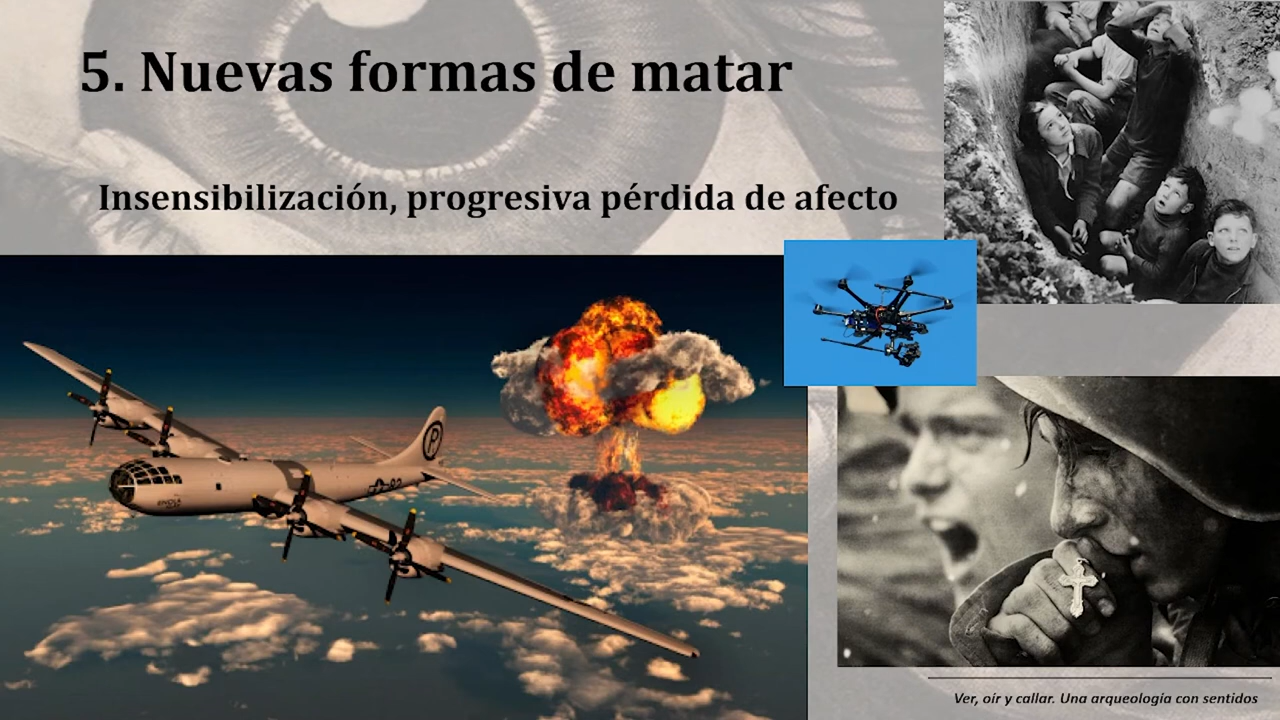 5. Nuevas formas de matar
Insensibilización, progresiva pérdida de afecto
Ver, oír y callar. Una arqueología con sentidos